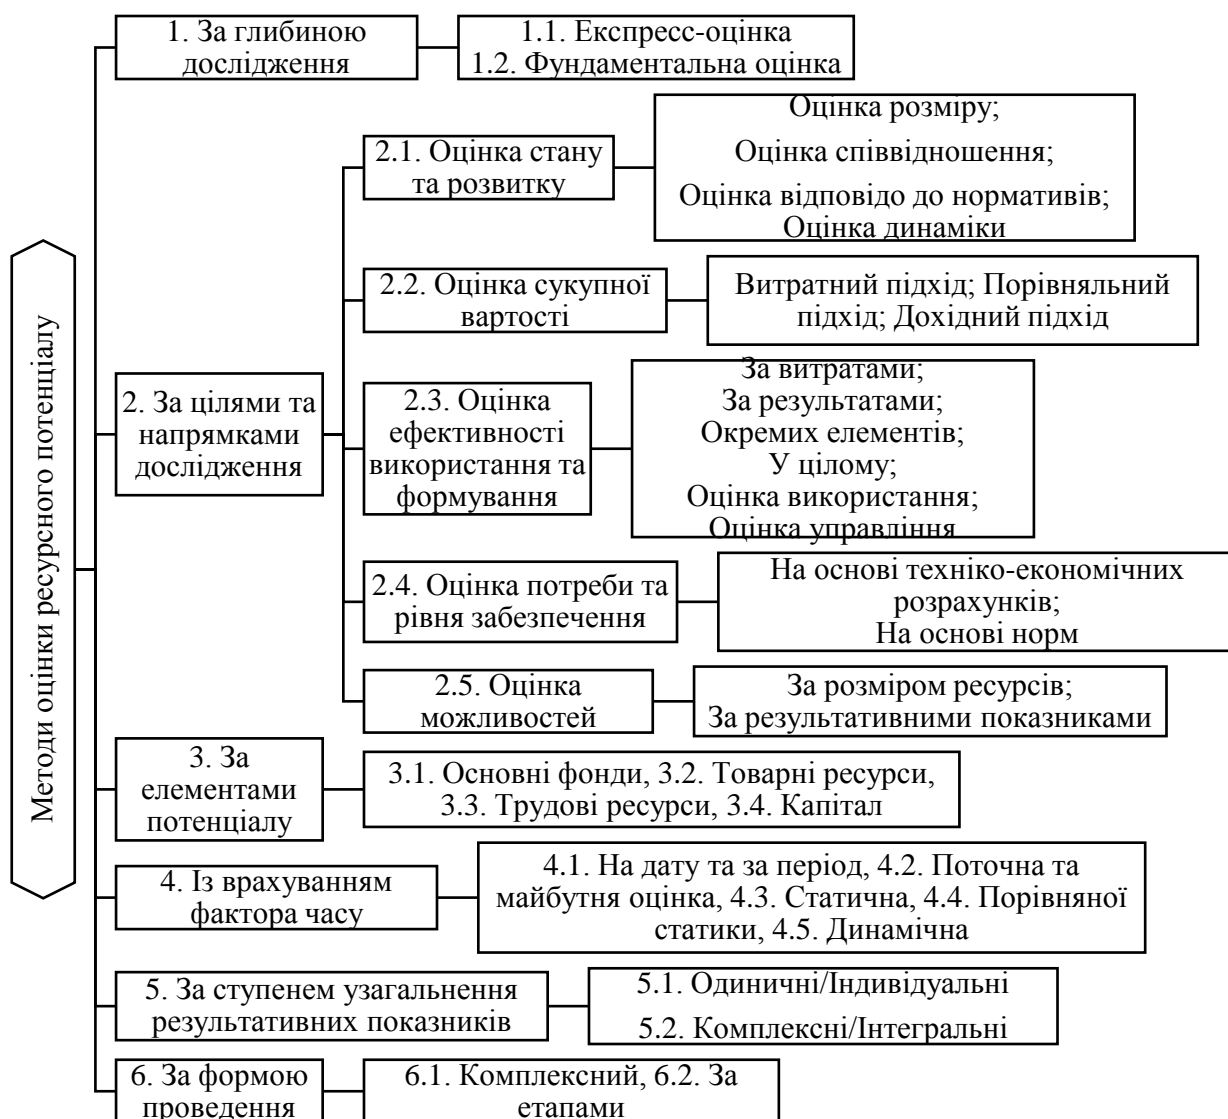 Методи оцінки ресурсного потенціалу
1. За глибиною
дослідження
1.1. Експресс-оцінка
1.2. Фундаментальна оцінка
2. За цілями та
напрямками
дослідження
2.1. Оцінка стану
та розвитку
Оцінка розміру;
Оцінка співвідношення;
Оцінка відповідо до нормативів;
Оцінка динаміки
2.2. Оцінка сукупної
вартості
Витратний підхід; Порівняльний
підхід; Дохідний підхід
2.3. Оцінка
ефективності
використання та
формування
За витратами;
За результатами;
Окремих елементів;
У цілому;
Оцінка використання;
Оцінка управління
2.4. Оцінка потреби та
рівня забезпечення
На основі техніко-економічних
розрахунків;
На основі норм
2.5. Оцінка
можливостей
За розміром ресурсів;
За результативними показниками
3. За
елементами
потенціалу
3.1. Основні фонди, 3.2. Товарні ресурси,
3.3. Трудові ресурси, 3.4. Капітал
4. Із врахуванням
фактора часу
4.1. На дату та за період, 4.2. Поточна та
майбутня оцінка, 4.3. Статична, 4.4. Порівняної
статики, 4.5. Динамічна
5. За ступенем узагальнення
результативних показників
5.1. Одиничні/Індивідуальні
5.2. Комплексні/Інтегральні
6. За формою
проведення
6.1. Комплексний, 6.2. За
етапами